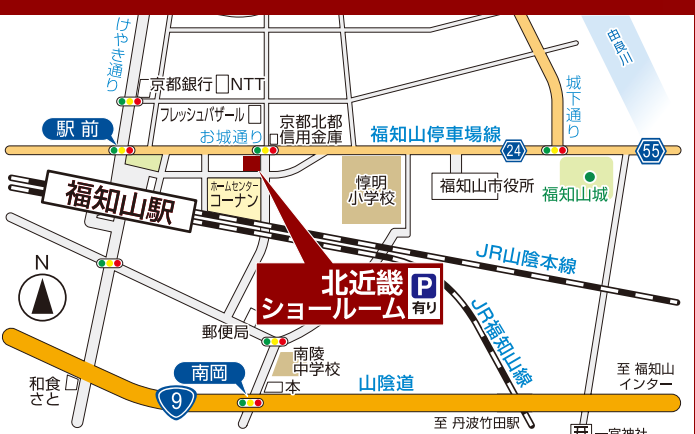 けやき通り
由良川
京都銀行
NTT
フレッシュバザール
京都北都
信用金庫
城下通り
駅前
お城通り
福知山停車場線
24
55
ホームセンター
コーナン
惇明
小学校
福知山市役所
福知山城
福知山駅
JR山陰本線
N
北近畿
ショールーム
P
有り
JR福知山線
郵便局
南陵
中学校
南岡
本
山陰道
和食
さと
9
至 福知山
インター
至 丹波竹田駅
一宮神社